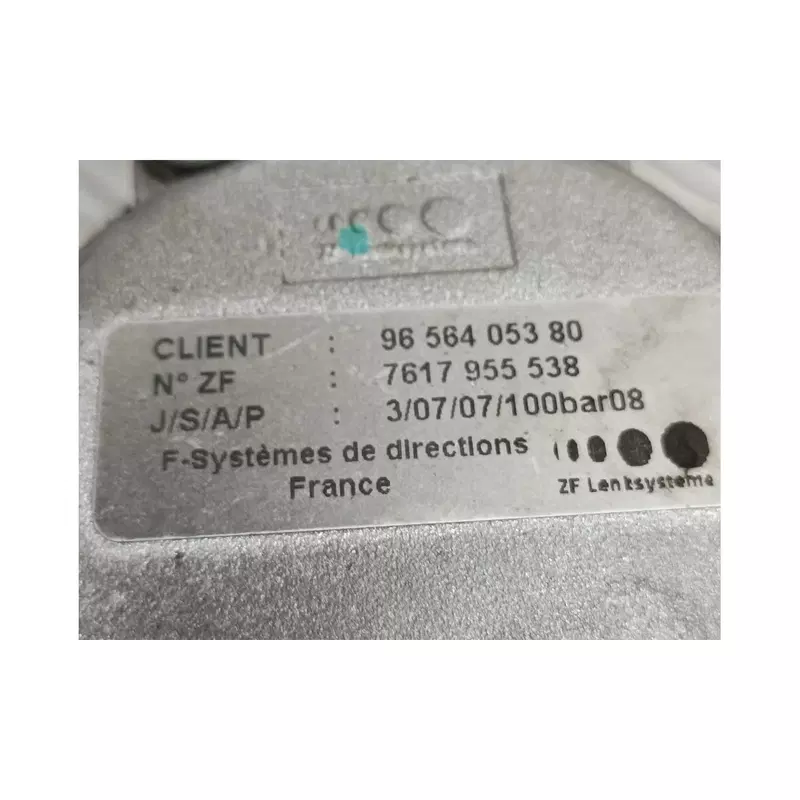 CLIENT : 96 564 053 80
N° ZF : 7617 955 538
J/S/A/P : 3/07/07/100bar08
F-Systèmes de directions
France
ZF Lenksysteme